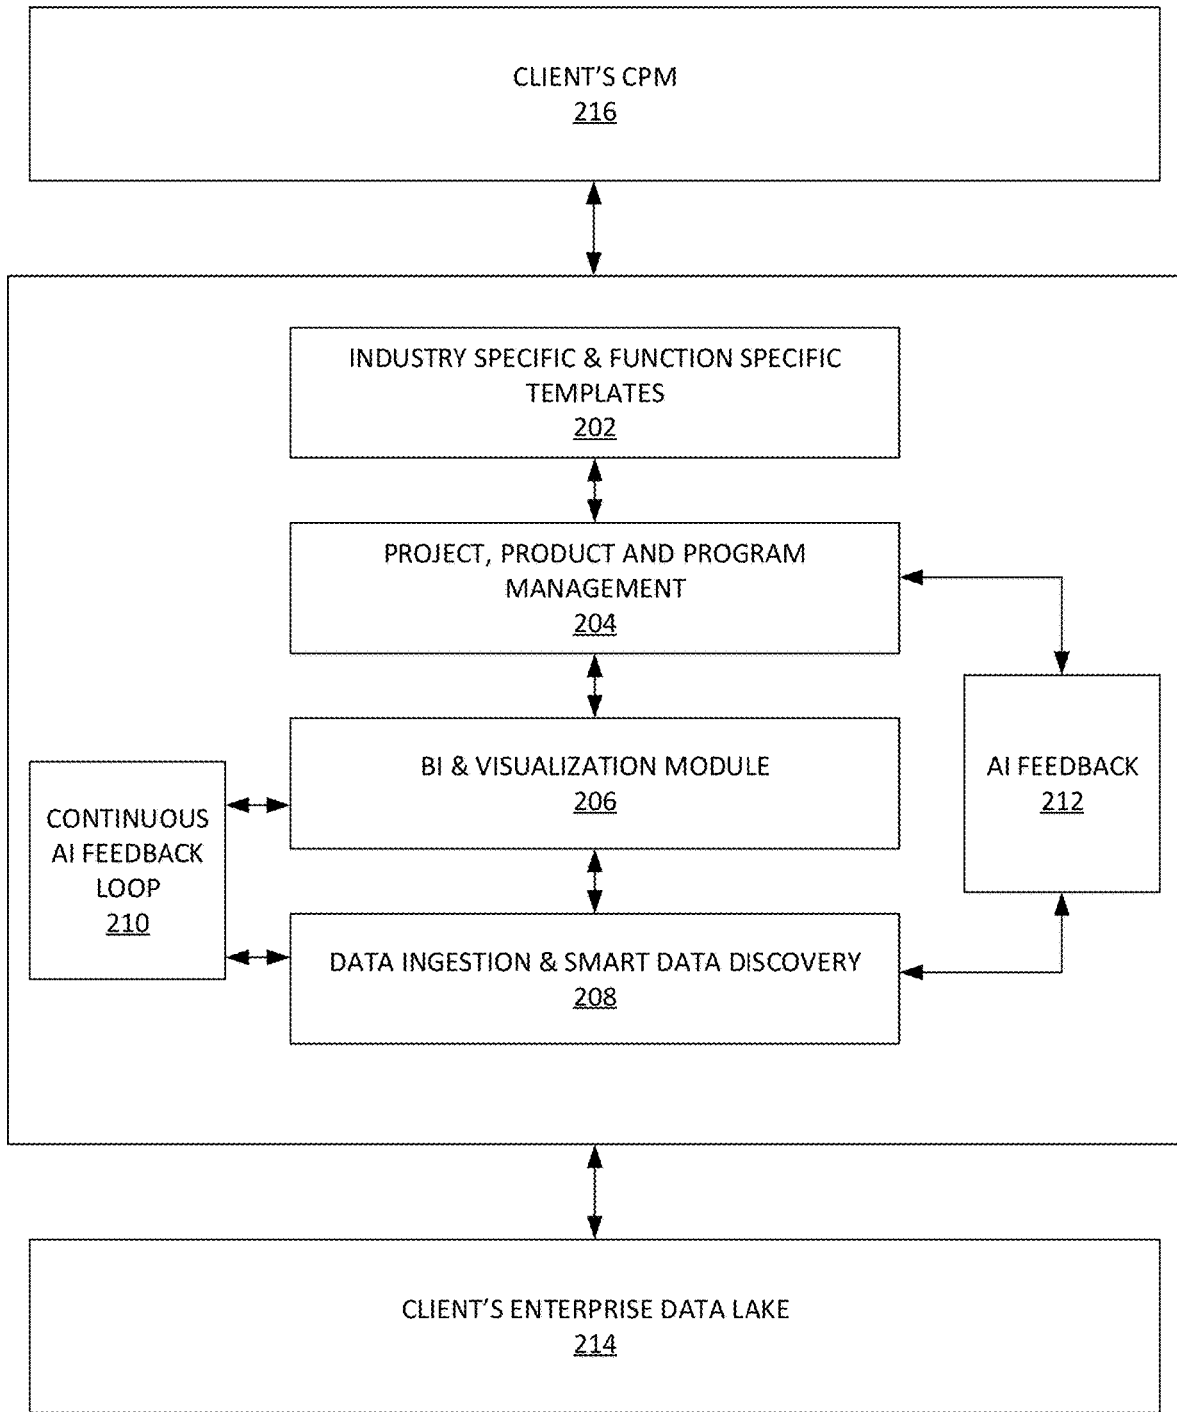 CLIENT'S CPM
216
INDUSTRY SPECIFIC & FUNCTION SPECIFIC
TEMPLATES
202
PROJECT, PRODUCT AND PROGRAM
MANAGEMENT
204
BI & VISUALIZATION MODULE
206
AI FEEDBACK
212
CONTINUOUS
AI FEEDBACK
LOOP
210
DATA INGESTION & SMART DATA DISCOVERY
208
CLIENT'S ENTERPRISE DATA LAKE
214